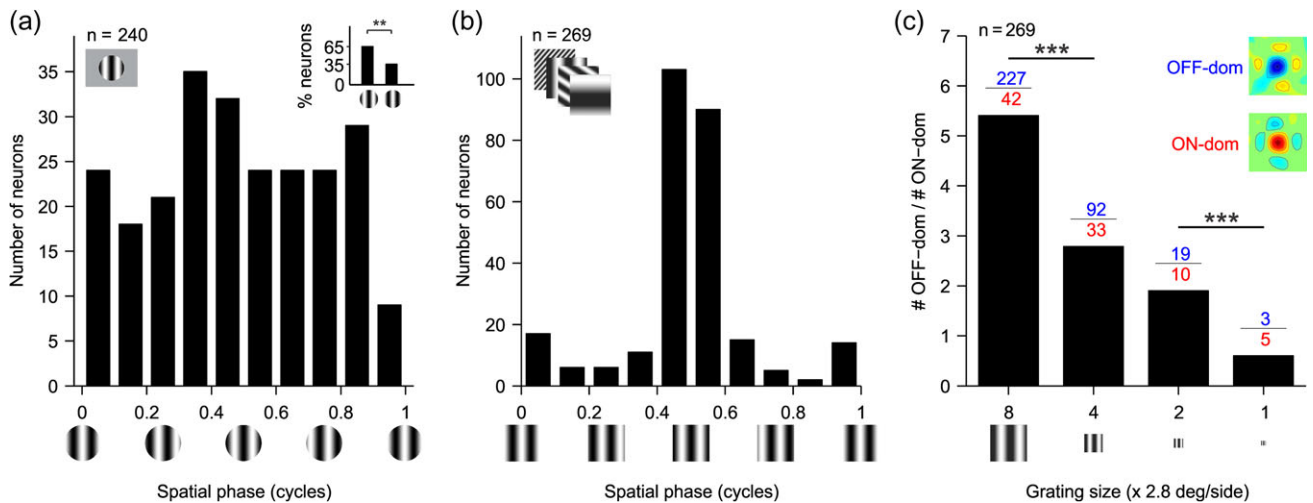 (a)
n = 240
**
% neurons
65
35
0
Number of neurons
35
30
25
20
15
10
5
0
0 0.2 0.4 0.6 0.8 1
Spatial phase (cycles)
(b)
n = 269
Number of neurons
100
80
60
40
20
0
0 0.2 0.4 0.6 0.8 1
Spatial phase (cycles)
(c)
n = 269
# OFF-dom / # ON-dom
7
6
5
4
3
2
1
0
***
OFF-dom
ON-dom
227
42
92
33
***
19
10
3
5
8 4 2 1
Grating size (x 2.8 deg/side)